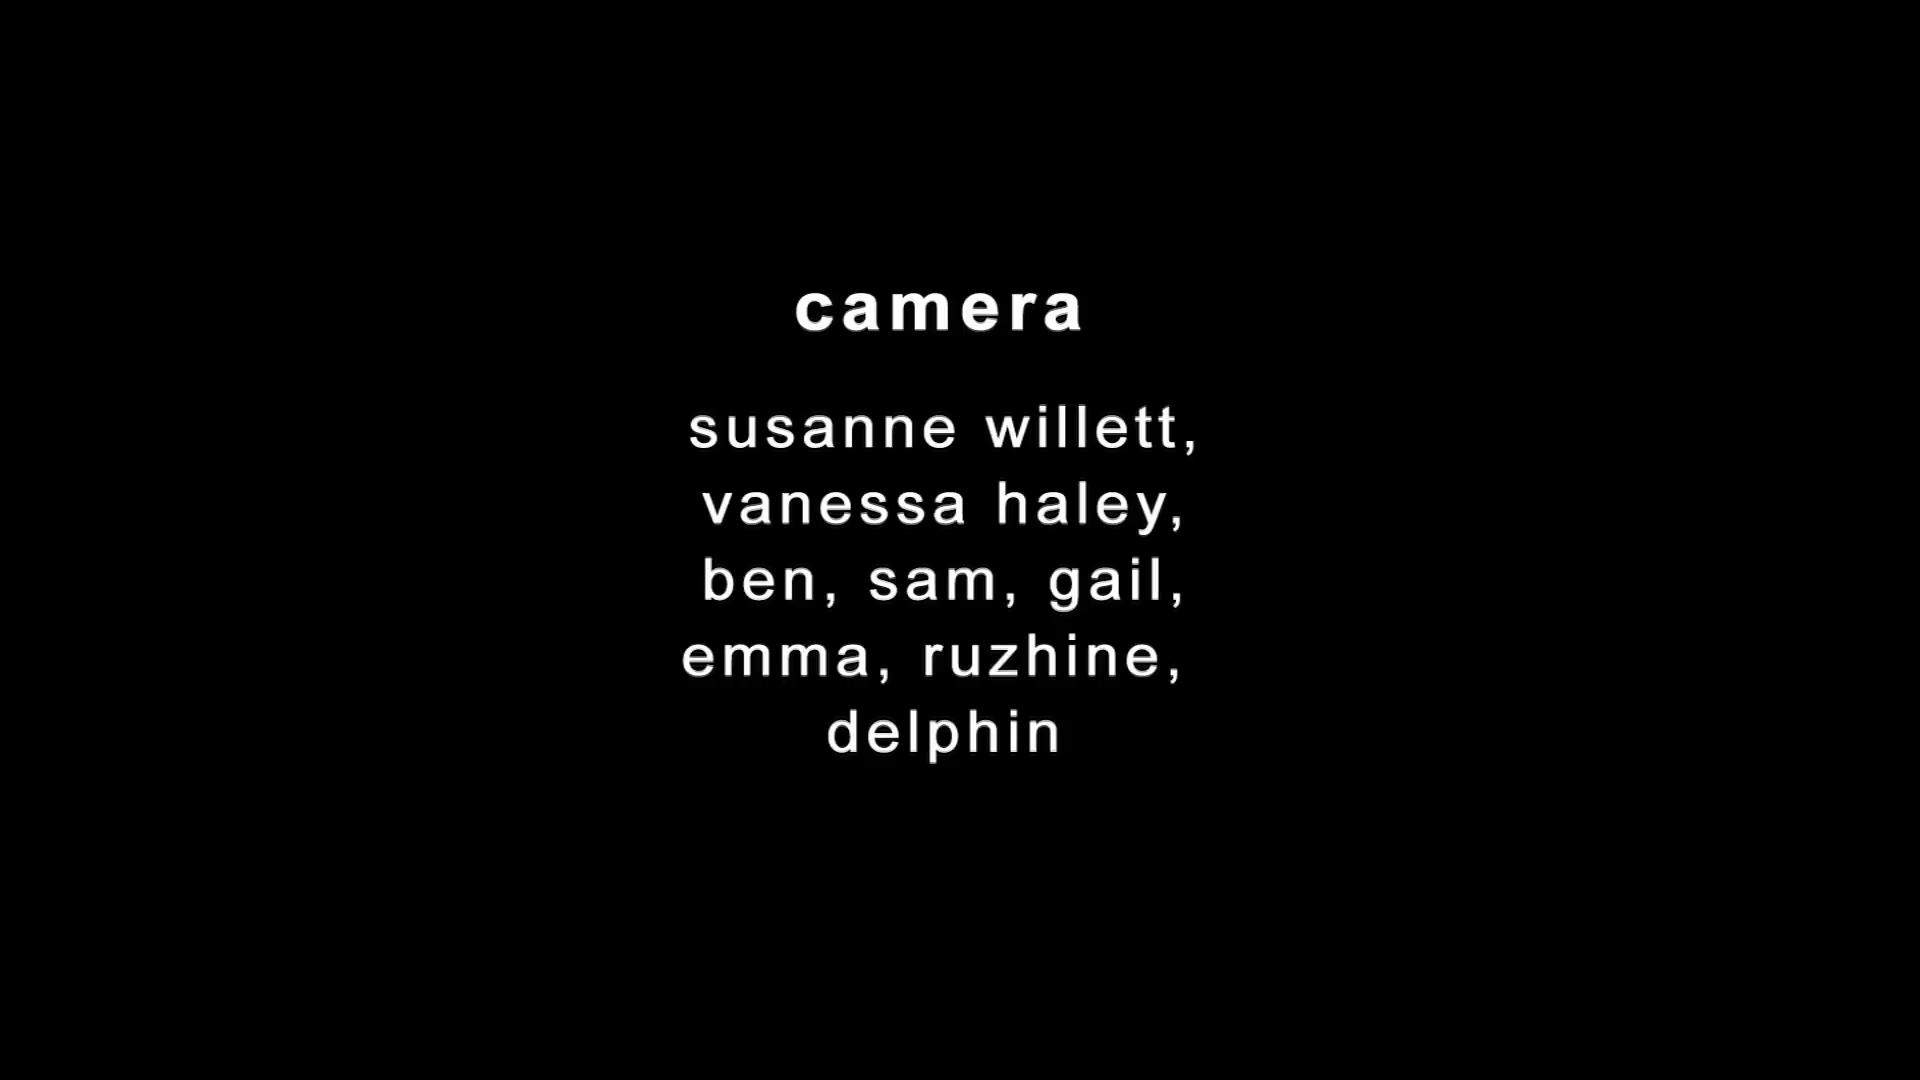 camera
susanne willett,
vanessa haley,
ben, sam, gail,
emma, ruzhine,
delphin